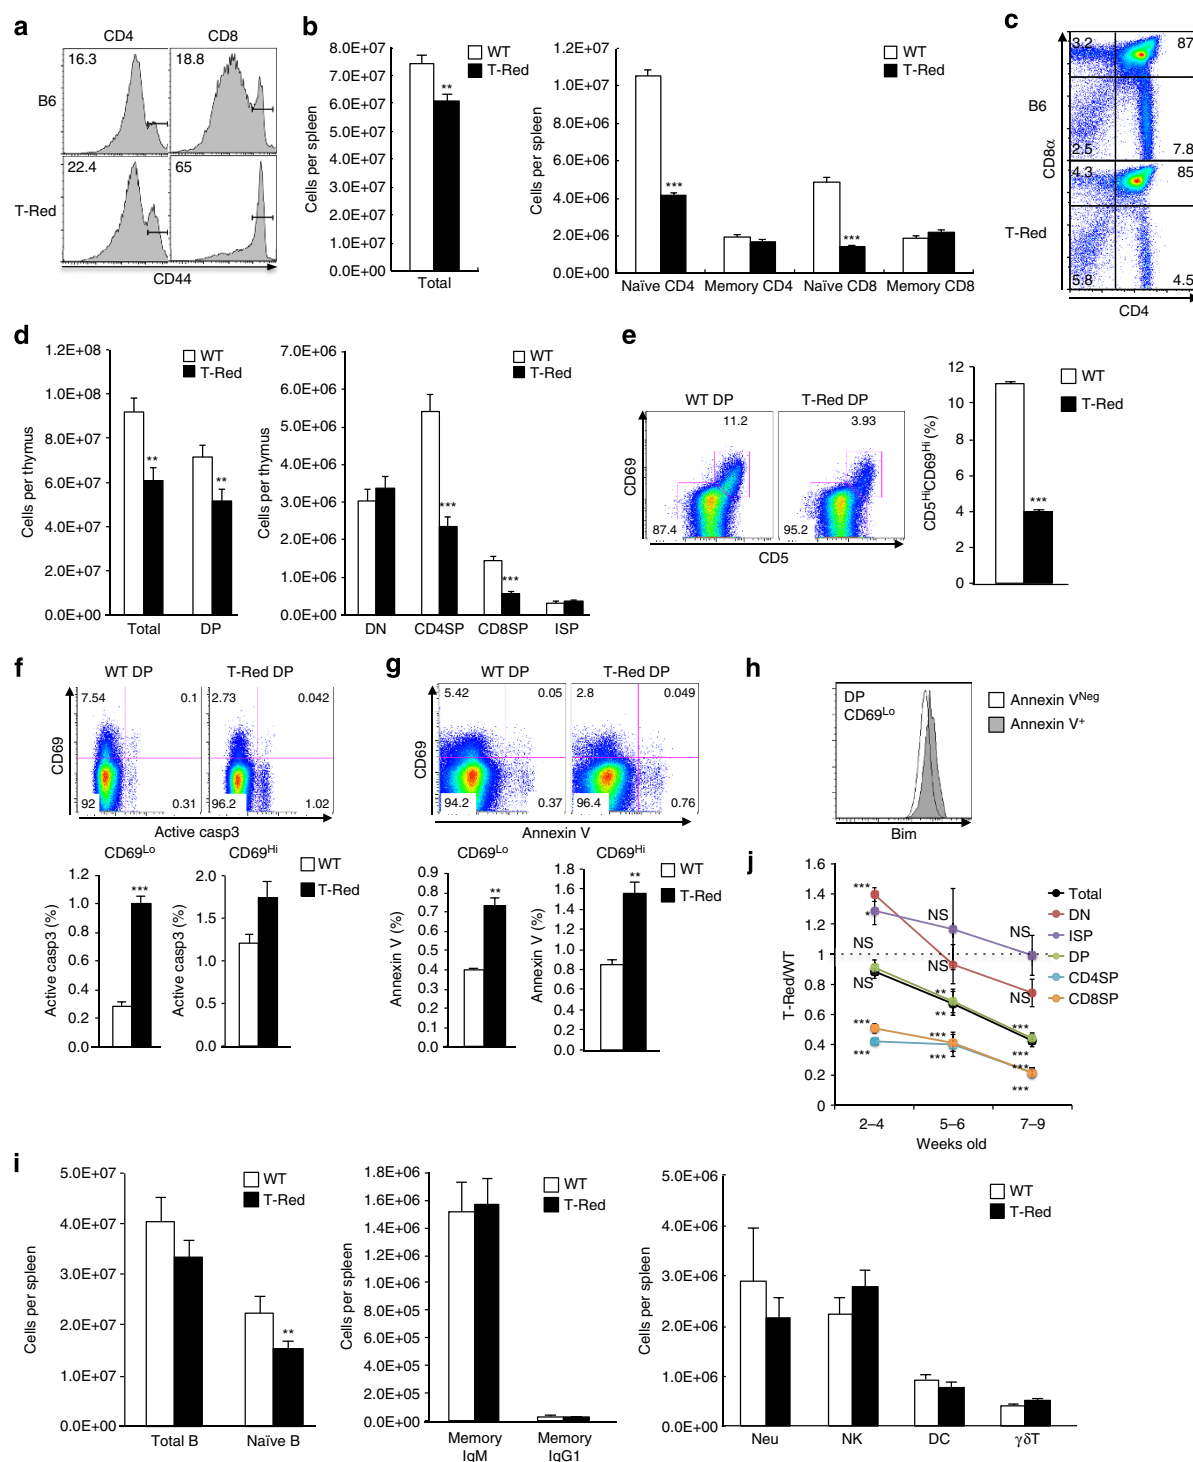 a
CD4
CD8
16.3
18.8
B6
22.4
65
T-Red
CD44
b
8.0E+07
7.0E+07
6.0E+07
5.0E+07
4.0E+07
3.0E+07
2.0E+07
1.0E+07
0.0E+00
Cells per spleen
WT
T-Red
**
Total
1.2E+07
1.0E+07
8.0E+06
6.0E+06
4.0E+06
2.0E+06
0.0E+00
Cells per spleen
WT
T-Red
***
***
Naïve CD4
Memory CD4
Naïve CD8
Memory CD8
c
3.2
87
B6
2.5
7.8
CD8α
4.3
85
T-Red
5.8
4.5
CD4
d
1.2E+08
1.0E+08
8.0E+07
6.0E+07
4.0E+07
2.0E+07
0.0E+00
Cells per thymus
WT
T-Red
**
**
Total
DP
7.0E+06
6.0E+06
5.0E+06
4.0E+06
3.0E+06
2.0E+06
1.0E+06
0.0E+00
Cells per thymus
WT
T-Red
***
***
DN
CD4SP
CD8SP
ISP
e
WT DP
T-Red DP
11.2
3.93
CD69
87.4
95.2
CD5
12
10
8
6
4
2
0
CD5HiCD69Hi (%)
WT
T-Red
***
f
WT DP
T-Red DP
7.54
0.1
2.73
0.042
CD69
92
0.31
96.2
1.02
Active casp3
CD69Lo
CD69Hi
WT
T-Red
1.2
1.0
0.8
0.6
0.4
0.2
0.0
Active casp3 (%)
***
2.0
1.5
1.0
0.5
0.0
Active casp3 (%)
g
WT DP
T-Red DP
5.42
0.05
2.8
0.049
CD69
94.2
0.37
96.4
0.76
Annexin V
CD69Lo
CD69Hi
WT
T-Red
0.9
0.8
0.7
0.6
0.5
0.4
0.3
0.2
0.1
0.0
Annexin V (%)
**
1.8
1.6
1.4
1.2
1.0
0.8
0.6
0.4
0.2
0.0
Annexin V (%)
**
h
DP
CD69Lo
Annexin VNeg
Annexin V+
Bim
j
1.6
1.4
1.2
1
0.8
0.6
0.4
0.2
0
T-Red/WT
***
*
NS
NS
***
***
NS
NS
**
**
***
***
NS
NS
***
***
***
***
2–4
5–6
7–9
Weeks old
Total
DN
ISP
DP
CD4SP
CD8SP
i
5.0E+07
4.0E+07
3.0E+07
2.0E+07
1.0E+07
0.0E+00
Cells per spleen
WT
T-Red
**
Total B
Naïve B
1.8E+06
1.6E+06
1.4E+06
1.2E+06
1.0E+06
8.0E+05
6.0E+05
4.0E+05
2.0E+05
0.0E+00
Cells per spleen
WT
T-Red
Memory
IgM
Memory
IgG1
5.0E+06
4.0E+06
3.0E+06
2.0E+06
1.0E+06
0.0E+00
Cells per spleen
WT
T-Red
Neu
NK
DC
γδT